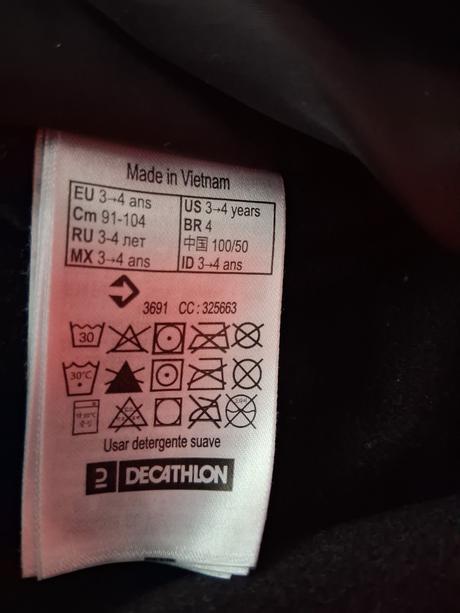 Made in Vietnam
EU 3→4 ans
Cm 91-104
RU 3-4 лет
MX 3→4 ans
US 3→4 years
BR 4
中国 100/50
ID 3→4 ans
3691 CC : 325663
30
30°C
Usar detergente suave
DECATHLON